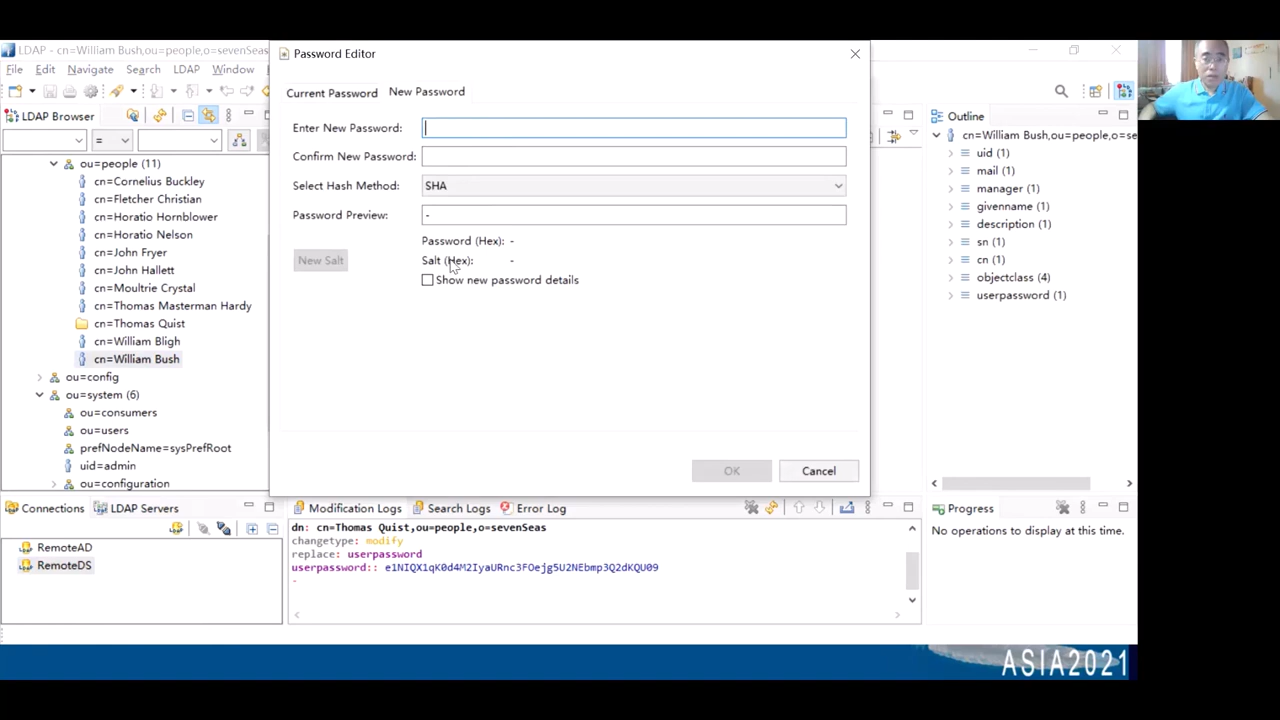 LDAP - cn=William Bush,ou=people,o=sevenSeas
File Edit Navigate Search LDAP Window
LDAP Browser
=
ou=people (11)
cn=Cornelius Buckley
cn=Fletcher Christian
cn=Horatio Hornblower
cn=Horatio Nelson
cn=John Fryer
cn=John Hallett
cn=Moultrie Crystal
cn=Thomas Masterman Hardy
cn=Thomas Quist
cn=William Bligh
cn=William Bush
ou=config
ou=system (6)
ou=consumers
ou=users
prefNodeName=sysPrefRoot
uid=admin
ou=configuration
Connections LDAP Servers
RemoteAD
RemoteDS
Password Editor
Current Password New Password
Enter New Password:
Confirm New Password:
Select Hash Method: SHA
Password Preview: -
Password (Hex): -
New Salt
Salt (Hex): -
Show new password details
OK Cancel
Modification Logs Search Logs Error Log
dn: cn=Thomas Quist,ou=people,o=sevenSeas
changetype: modify
replace: userpassword
userpassword:: e1NIQX1qK0d4M2IyaURnc3FOejg5U2NEbmp3Q2dKQU09
-
Outline
cn=William Bush,ou=people,o=se
uid (1)
mail (1)
manager (1)
givenname (1)
description (1)
sn (1)
cn (1)
objectclass (4)
userpassword (1)
Progress
No operations to display at this time.
ASIA2021